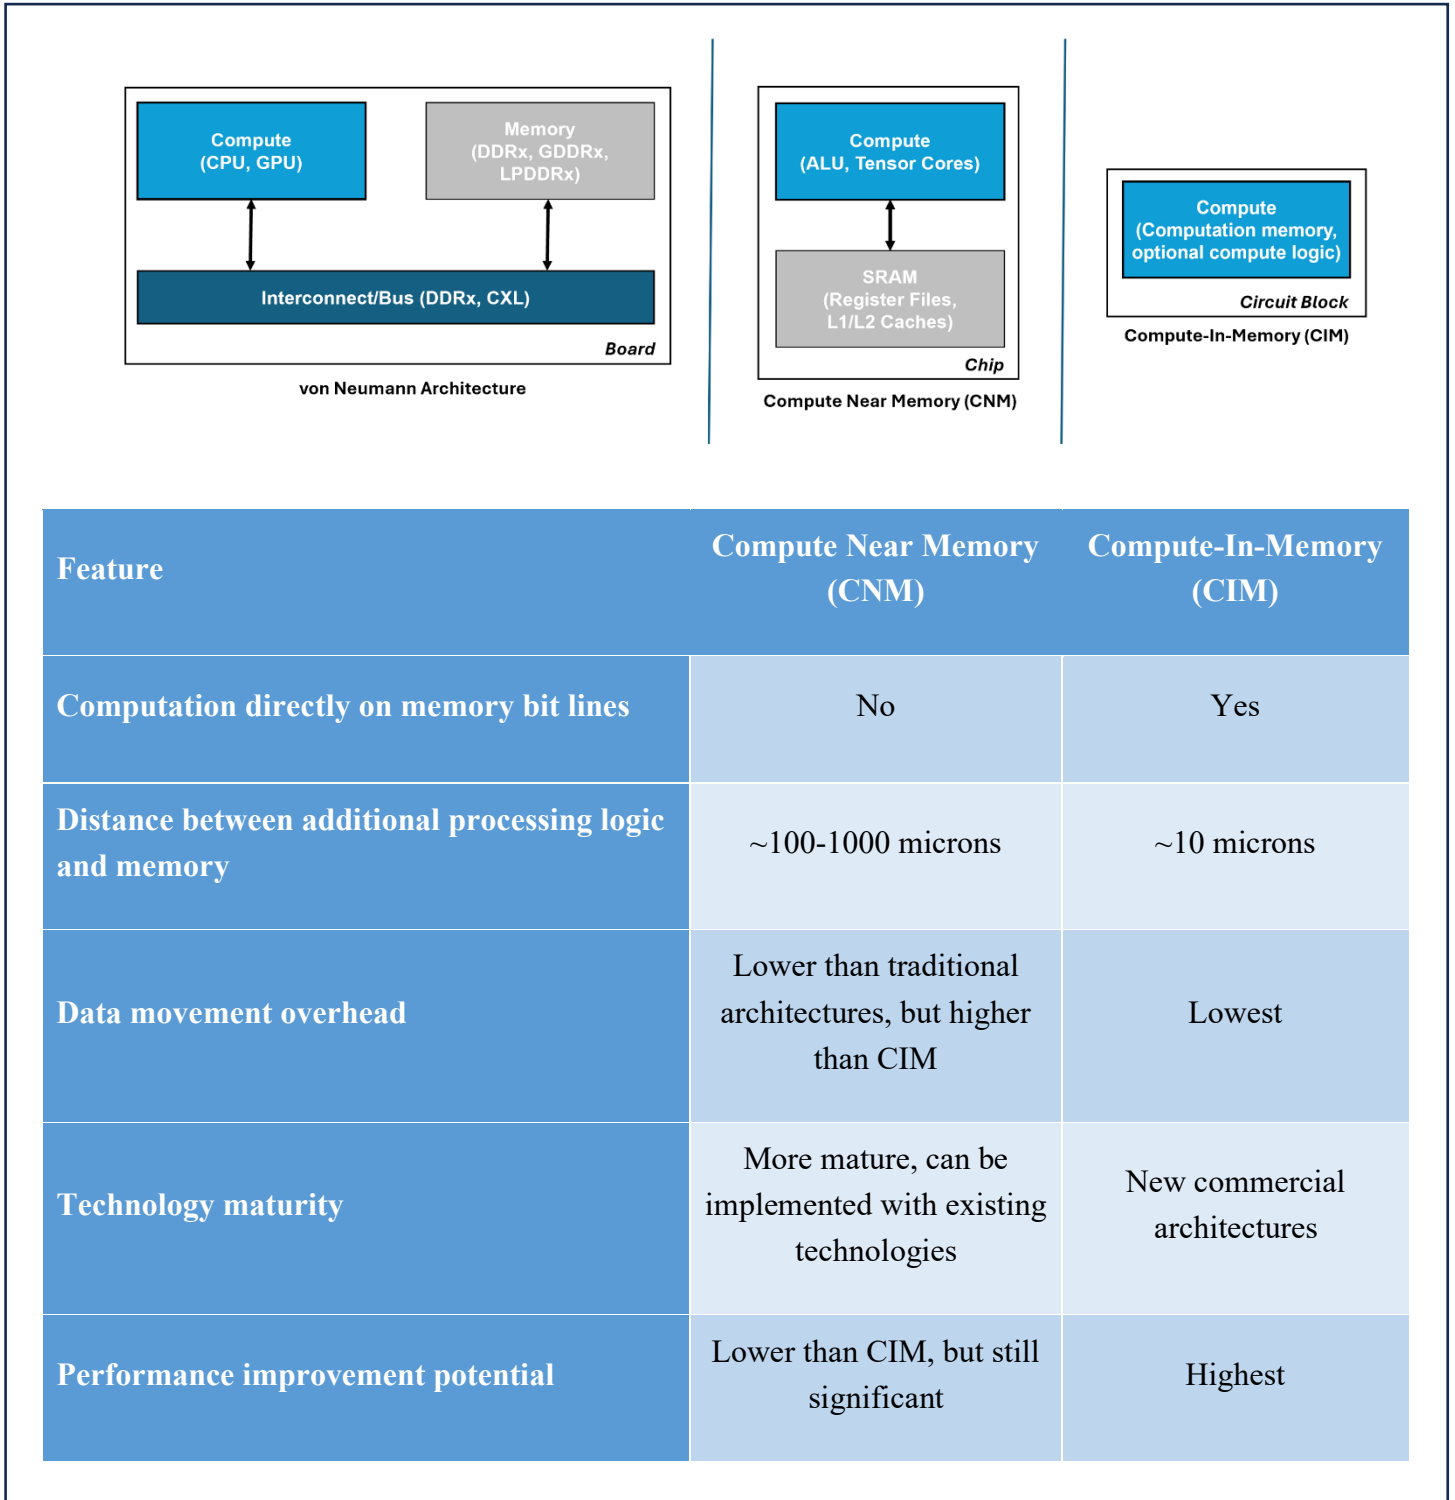 Compute
(CPU, GPU)
Memory
(DDRx, GDDRx,
LPDDRx)
Interconnect/Bus (DDRx, CXL)
Board
von Neumann Architecture
Compute
(ALU, Tensor Cores)
SRAM
(Register Files,
L1/L2 Caches)
Chip
Compute Near Memory (CNM)
Compute
(Computation memory,
optional compute logic)
Circuit Block
Compute-In-Memory (CIM)
Feature
Compute Near Memory
(CNM)
Compute-In-Memory
(CIM)
Computation directly on memory bit lines
No
Yes
Distance between additional processing logic
and memory
~100-1000 microns
~10 microns
Data movement overhead
Lower than traditional
architectures, but higher
than CIM
Lowest
Technology maturity
More mature, can be
implemented with existing
technologies
New commercial
architectures
Performance improvement potential
Lower than CIM, but still
significant
Highest